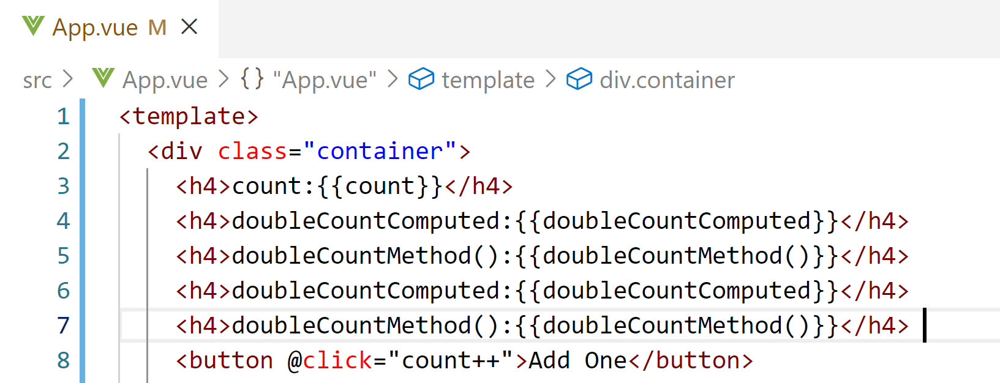 App.vue M
src > App.vue > {} "App.vue" > template > div.container
1 <template>
2 <div class="container">
3 <h4>count:{{count}}</h4>
4 <h4>doubleCountComputed:{{doubleCountComputed}}</h4>
5 <h4>doubleCountMethod():{{doubleCountMethod()}}</h4>
6 <h4>doubleCountComputed:{{doubleCountComputed}}</h4>
7 <h4>doubleCountMethod():{{doubleCountMethod()}}</h4>
8 <button @click="count++">Add One</button>